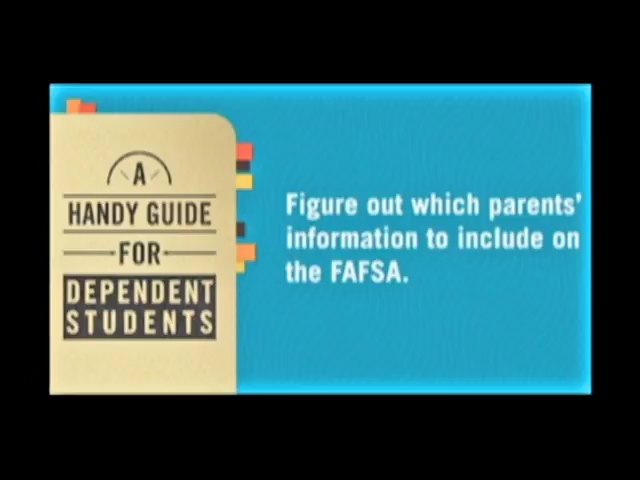 A
HANDY GUIDE
FOR
DEPENDENT
STUDENTS
Figure out which parents'
information to include on
the FAFSA.